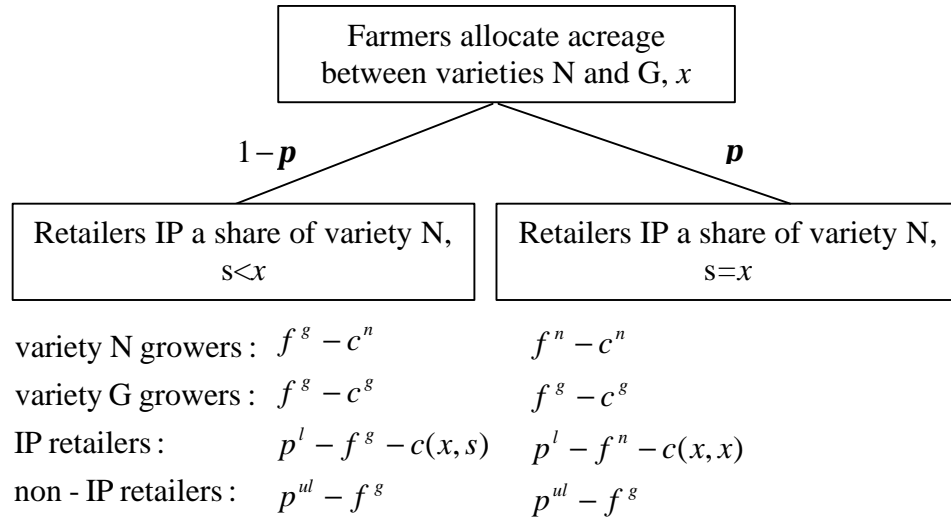 Farmers allocate acreage
between varieties N and G, x
1−p
p
Retailers IP a share of variety N,
s<x
Retailers IP a share of variety N,
s=x
variety N growers : f^g − c^n f^n − c^n
variety G growers : f^g − c^g f^g − c^g
IP retailers : p^l − f^g − c(x, s) p^l − f^n − c(x, x)
non - IP retailers : p^ul − f^g p^ul − f^g